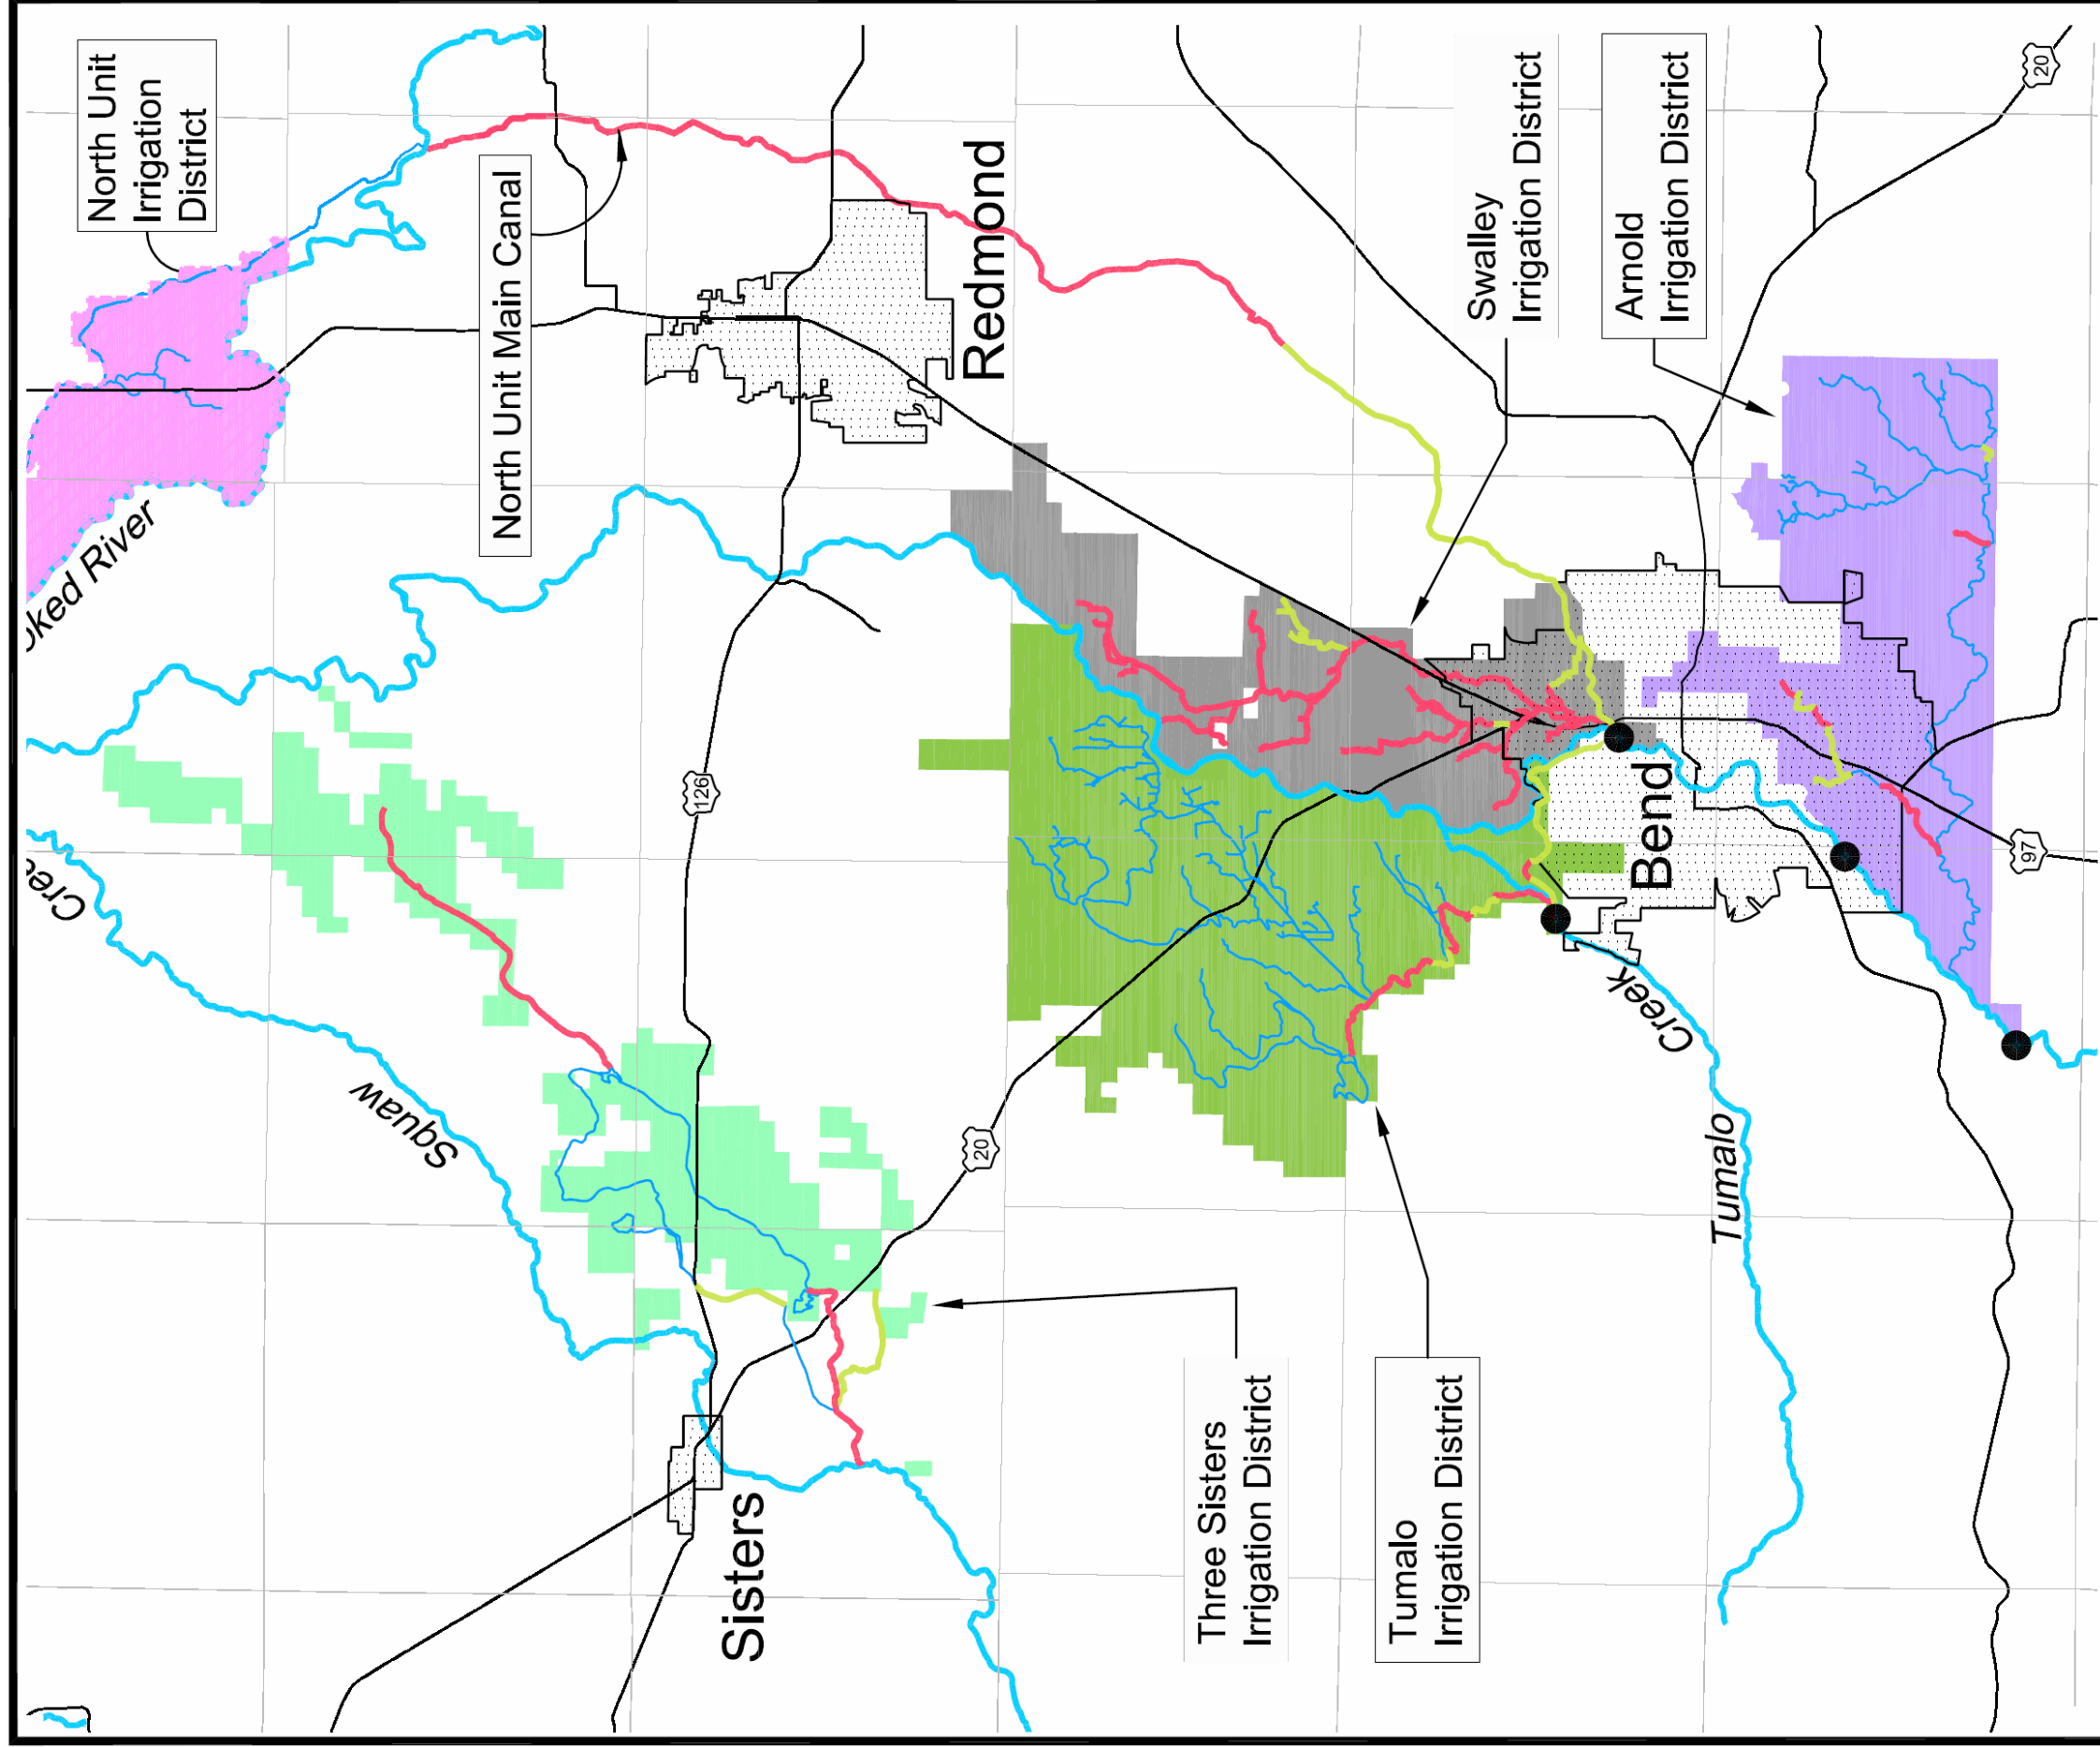 North Unit
Irrigation
District
North Unit Main Canal
Redmond
Swalley
Irrigation District
Arnold
Irrigation District
20
oked River
126
Bend
97
Cree
Squaw
20
Creek
Tumalo
Sisters
Three Sisters
Irrigation District
Tumalo
Irrigation District